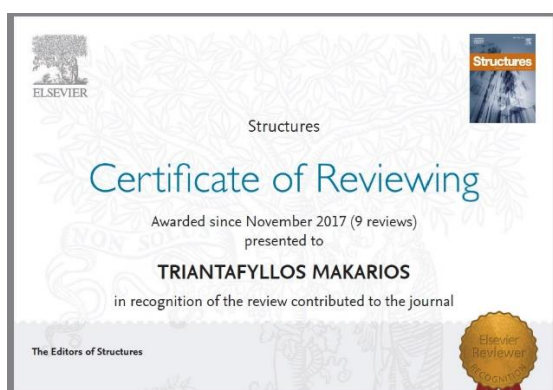 ELSEVIER
Structures
Structures
Certificate of Reviewing
Awarded since November 2017 (9 reviews)
presented to
TRIANTAFYLLOS MAKARIOS
in recognition of the review contributed to the journal
The Editors of Structures
Elsevier
Reviewer
RECOGNITION